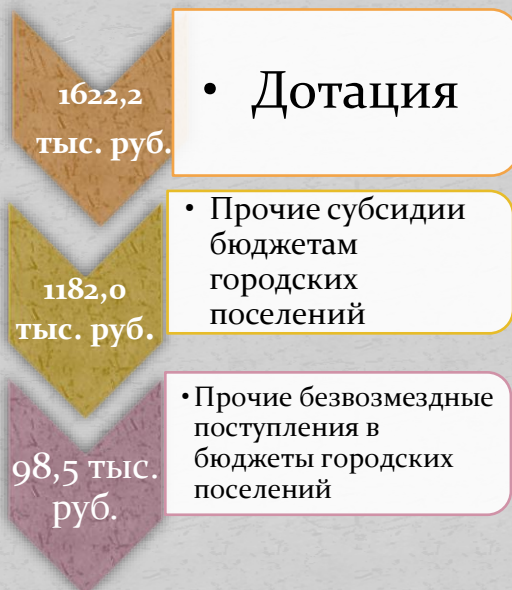 1622,2
тыс. руб.
• Дотация
1182,0
тыс. руб.
• Прочие субсидии
бюджетам
городских
поселений
98,5 тыс.
руб.
• Прочие безвозмездные
поступления в
бюджеты городских
поселений